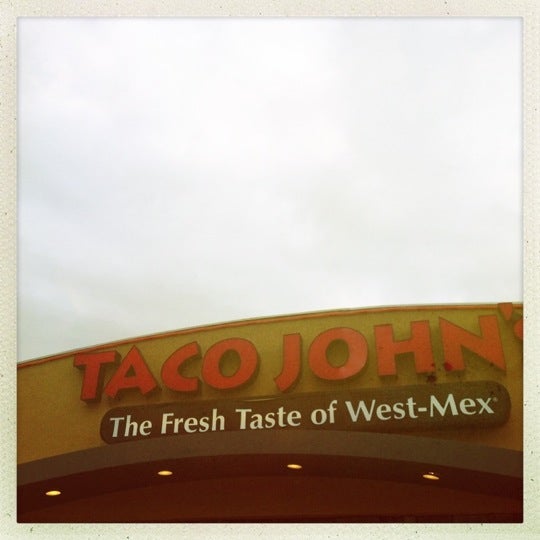 TACO JOHN's
The Fresh Taste of West-Mex®